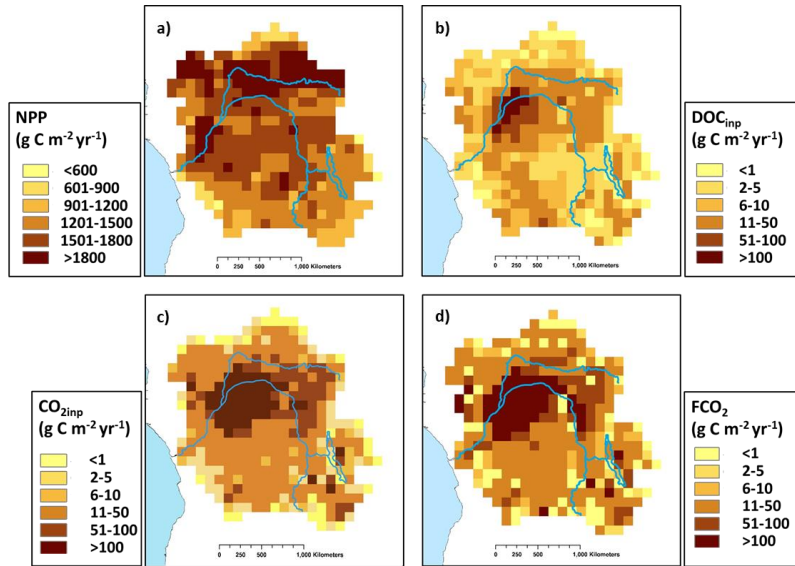 a)
NPP
(g C m⁻² yr⁻¹)
<600
601-900
901-1200
1201-1500
1501-1800
>1800
0 250 500 1,000 Kilometers
b)
DOCinp
(g C m⁻² yr⁻¹)
<1
2-5
6-10
11-50
51-100
>100
0 250 500 1,000 Kilometers
c)
CO2inp
(g C m⁻² yr⁻¹)
<1
2-5
6-10
11-50
51-100
>100
0 250 500 1,000 Kilometers
d)
FCO₂
(g C m⁻² yr⁻¹)
<1
2-5
6-10
11-50
51-100
>100
0 250 500 1,000 Kilometers